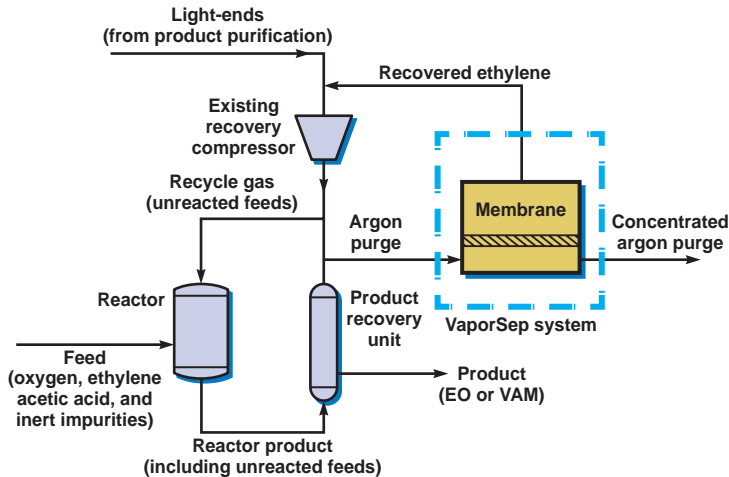 Light-ends
(from product purification)
Recovered ethylene
Existing
recovery
compressor
Recycle gas
(unreacted feeds)
Membrane
Argon
purge
Concentrated
argon purge
Reactor
Product
recovery
unit
VaporSep system
Feed
(oxygen, ethylene
acetic acid, and
inert impurities)
Product
(EO or VAM)
Reactor product
(including unreacted feeds)